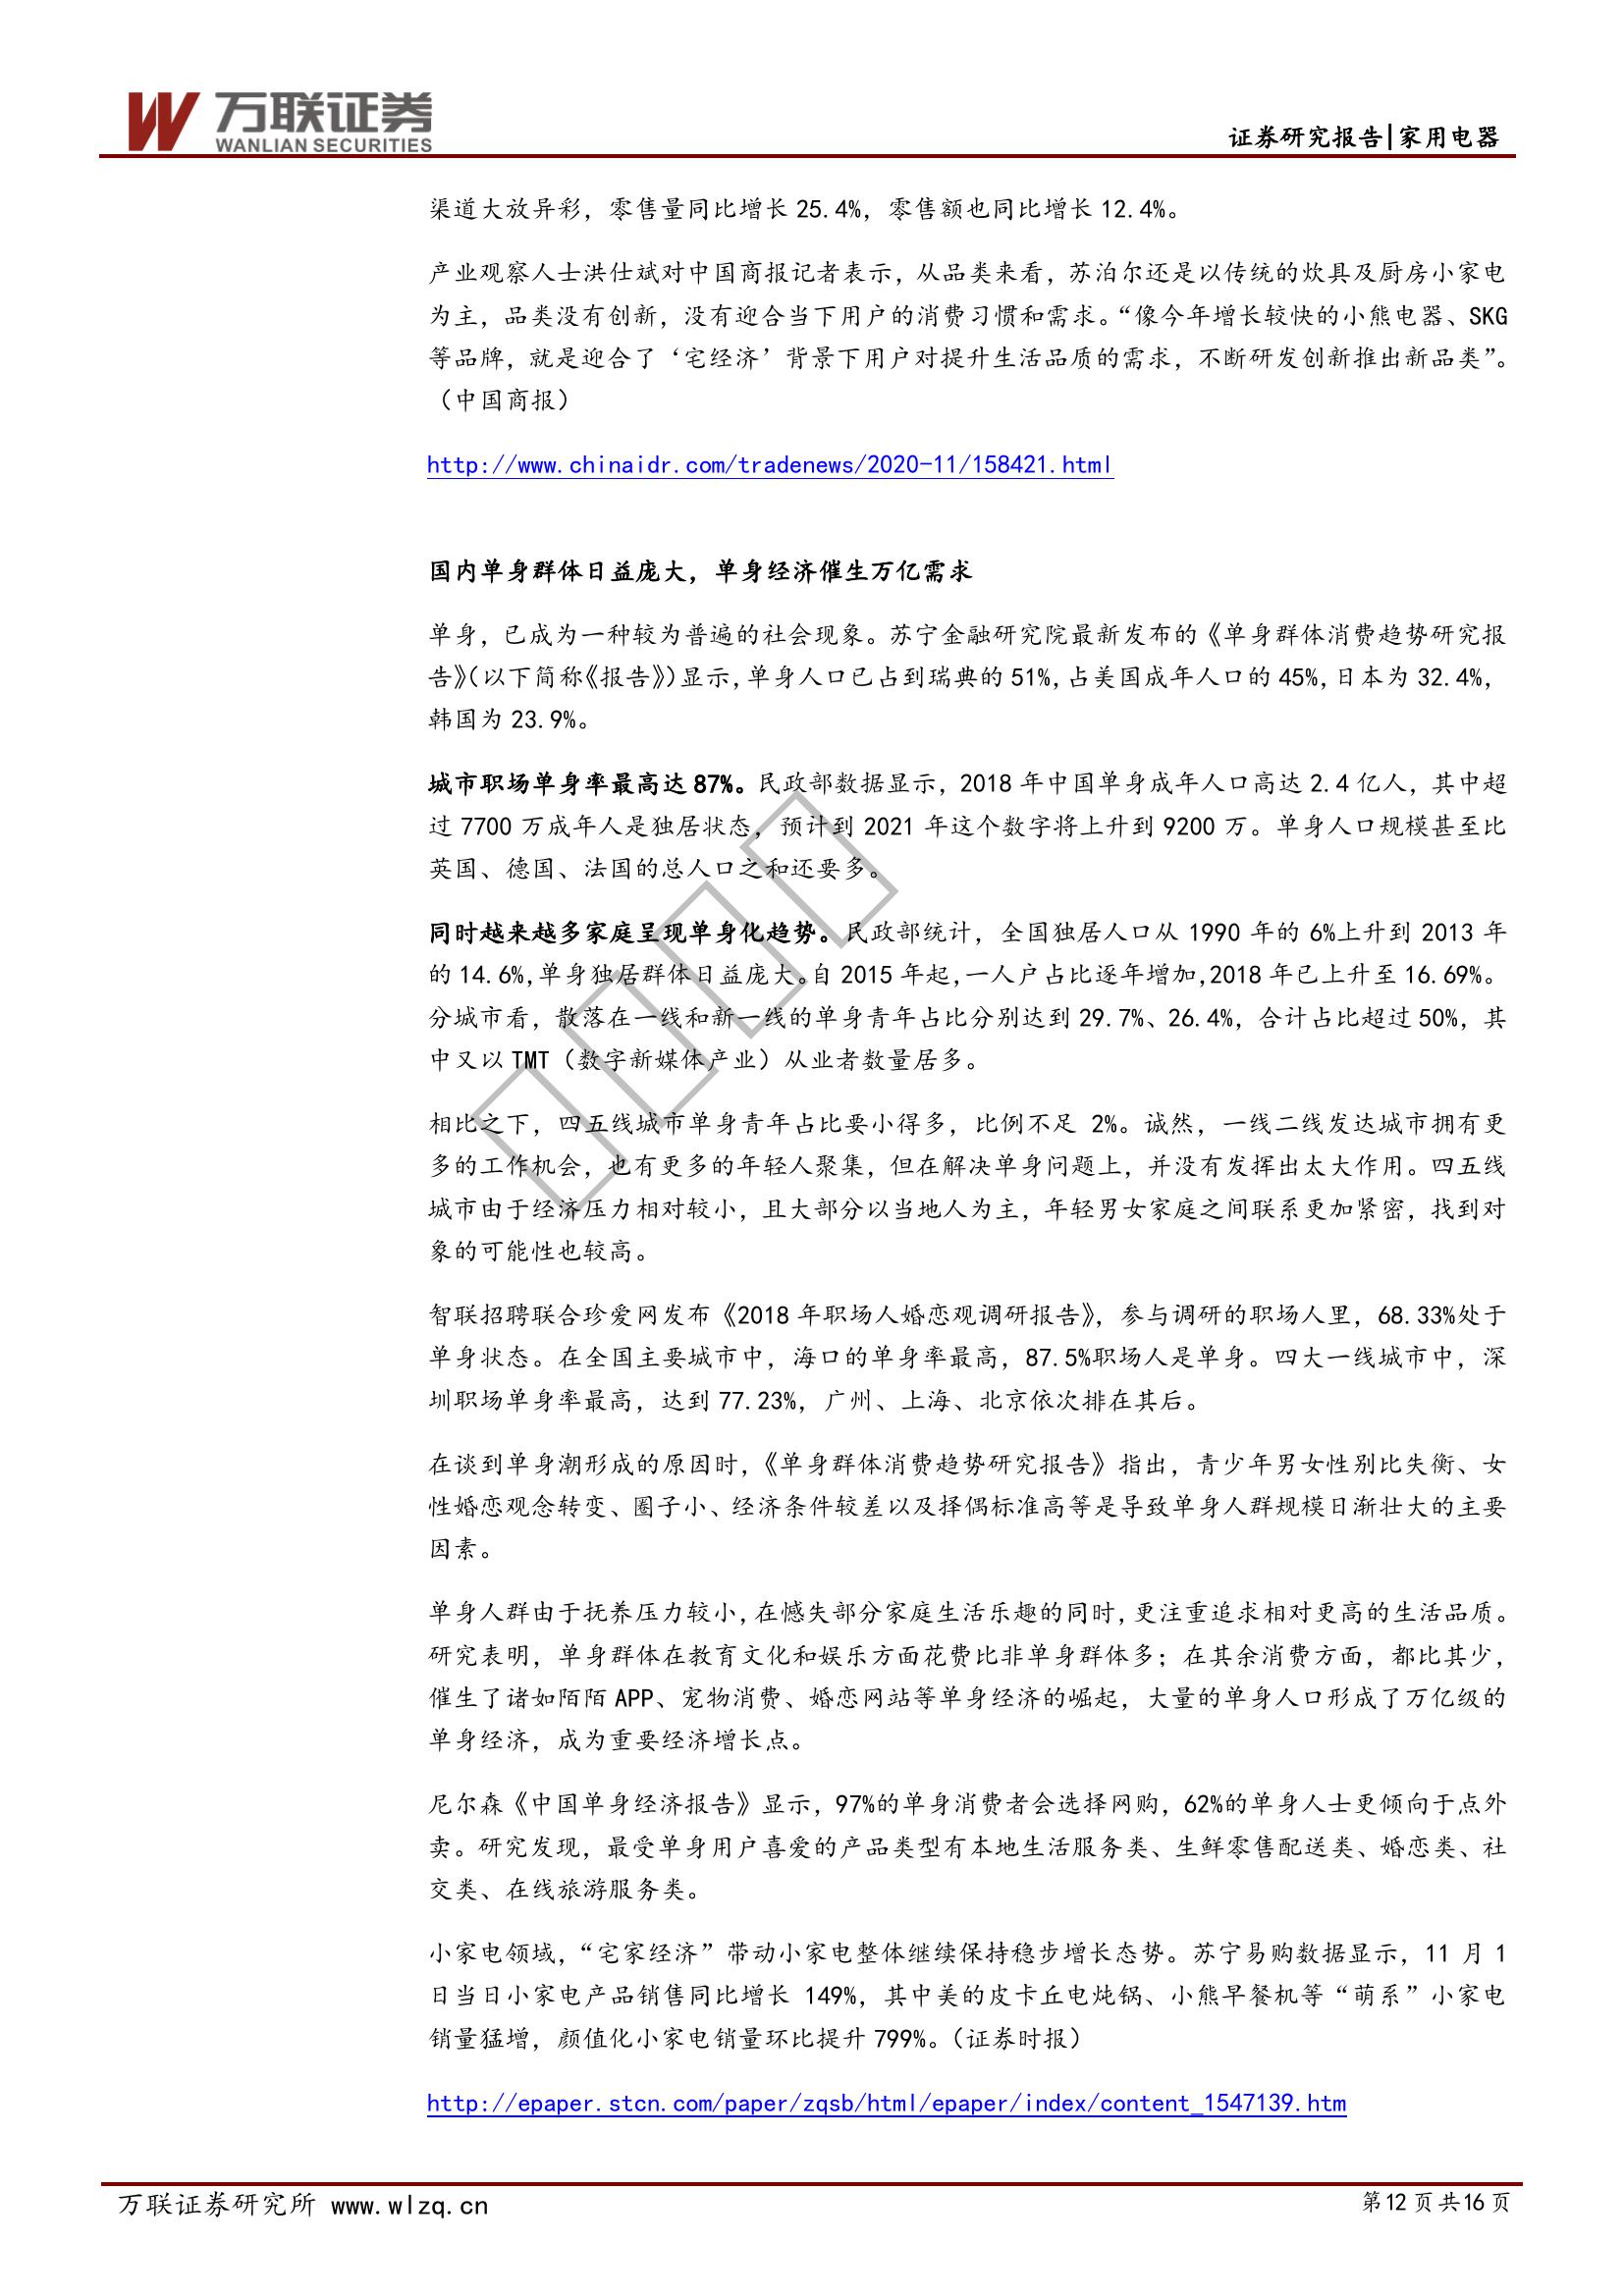 万联证券
WANLIAN SECURITIES
证券研究报告|家用电器
渠道大放异彩，零售量同比增长 25.4%，零售额也同比增长 12.4%。
产业观察人士洪仕斌对中国商报记者表示，从品类来看，苏泊尔还是以传统的炊具及厨房小家电
为主，品类没有创新，没有迎合当下用户的消费习惯和需求。“像今年增长较快的小熊电器、SKG
等品牌，就是迎合了‘宅经济’背景下用户对提升生活品质的需求，不断研发创新推出新品类”。
（中国商报）
http://www.chinaidr.com/tradenews/2020-11/158421.html
国内单身群体日益庞大，单身经济催生万亿需求
单身，已成为一种较为普遍的社会现象。苏宁金融研究院最新发布的《单身群体消费趋势研究报
告》（以下简称《报告》）显示，单身人口已占到瑞典的 51%，占美国成年人口的 45%，日本为 32.4%，
韩国为 23.9%。
城市职场单身率最高达 87%。民政部数据显示，2018 年中国单身成年人口高达 2.4 亿人，其中超
过 7700 万成年人是独居状态，预计到 2021 年这个数字将上升到 9200 万。单身人口规模甚至比
英国、德国、法国的总人口之和还要多。
同时越来越多家庭呈现单身化趋势。民政部统计，全国独居人口从 1990 年的 6%上升到 2013 年
的 14.6%，单身独居群体日益庞大。自 2015 年起，一人户占比逐年增加，2018 年已上升至 16.69%。
分城市看，散落在一线和新一线的单身青年占比分别达到 29.7%、26.4%，合计占比超过 50%，其
中又以 TMT（数字新媒体产业）从业者数量居多。
相比之下，四五线城市单身青年占比要小得多，比例不足 2%。诚然，一线二线发达城市拥有更
多的工作机会，也有更多的年轻人聚集，但在解决单身问题上，并没有发挥出太大作用。四五线
城市由于经济压力相对较小，且大部分以当地人为主，年轻男女家庭之间联系更加紧密，找到对
象的可能性也较高。
智联招聘联合珍爱网发布《2018 年职场人婚恋观调研报告》，参与调研的职场人里，68.33%处于
单身状态。在全国主要城市中，海口的单身率最高，87.5%职场人是单身。四大一线城市中，深
圳职场单身率最高，达到 77.23%，广州、上海、北京依次排在其后。
在谈到单身潮形成的原因时，《单身群体消费趋势研究报告》指出，青少年男女性别比失衡、女
性婚恋观念转变、圈子小、经济条件较差以及择偶标准高等是导致单身人群规模日渐壮大的主要
因素。
单身人群由于抚养压力较小，在憾失部分家庭生活乐趣的同时，更注重追求相对更高的生活品质。
研究表明，单身群体在教育文化和娱乐方面花费比非单身群体多；在其余消费方面，都比其少，
催生了诸如陌陌 APP、宠物消费、婚恋网站等单身经济的崛起，大量的单身人口形成了万亿级的
单身经济，成为重要经济增长点。
尼尔森《中国单身经济报告》显示，97%的单身消费者会选择网购，62%的单身人士更倾向于点外
卖。研究发现，最受单身用户喜爱的产品类型有本地生活服务类、生鲜零售配送类、婚恋类、社
交类、在线旅游服务类。
小家电领域，“宅家经济”带动小家电整体继续保持稳步增长态势。苏宁易购数据显示，11 月 1
日当日小家电产品销售同比增长 149%，其中美的皮卡丘电炖锅、小熊早餐机等“萌系”小家电
销量猛增，颜值化小家电销量环比提升 799%。（证券时报）
http://epaper.stcn.com/paper/zqsb/html/epaper/index/content_1547139.htm
万联证券研究所 www.wlzq.cn
第12 页 共16 页